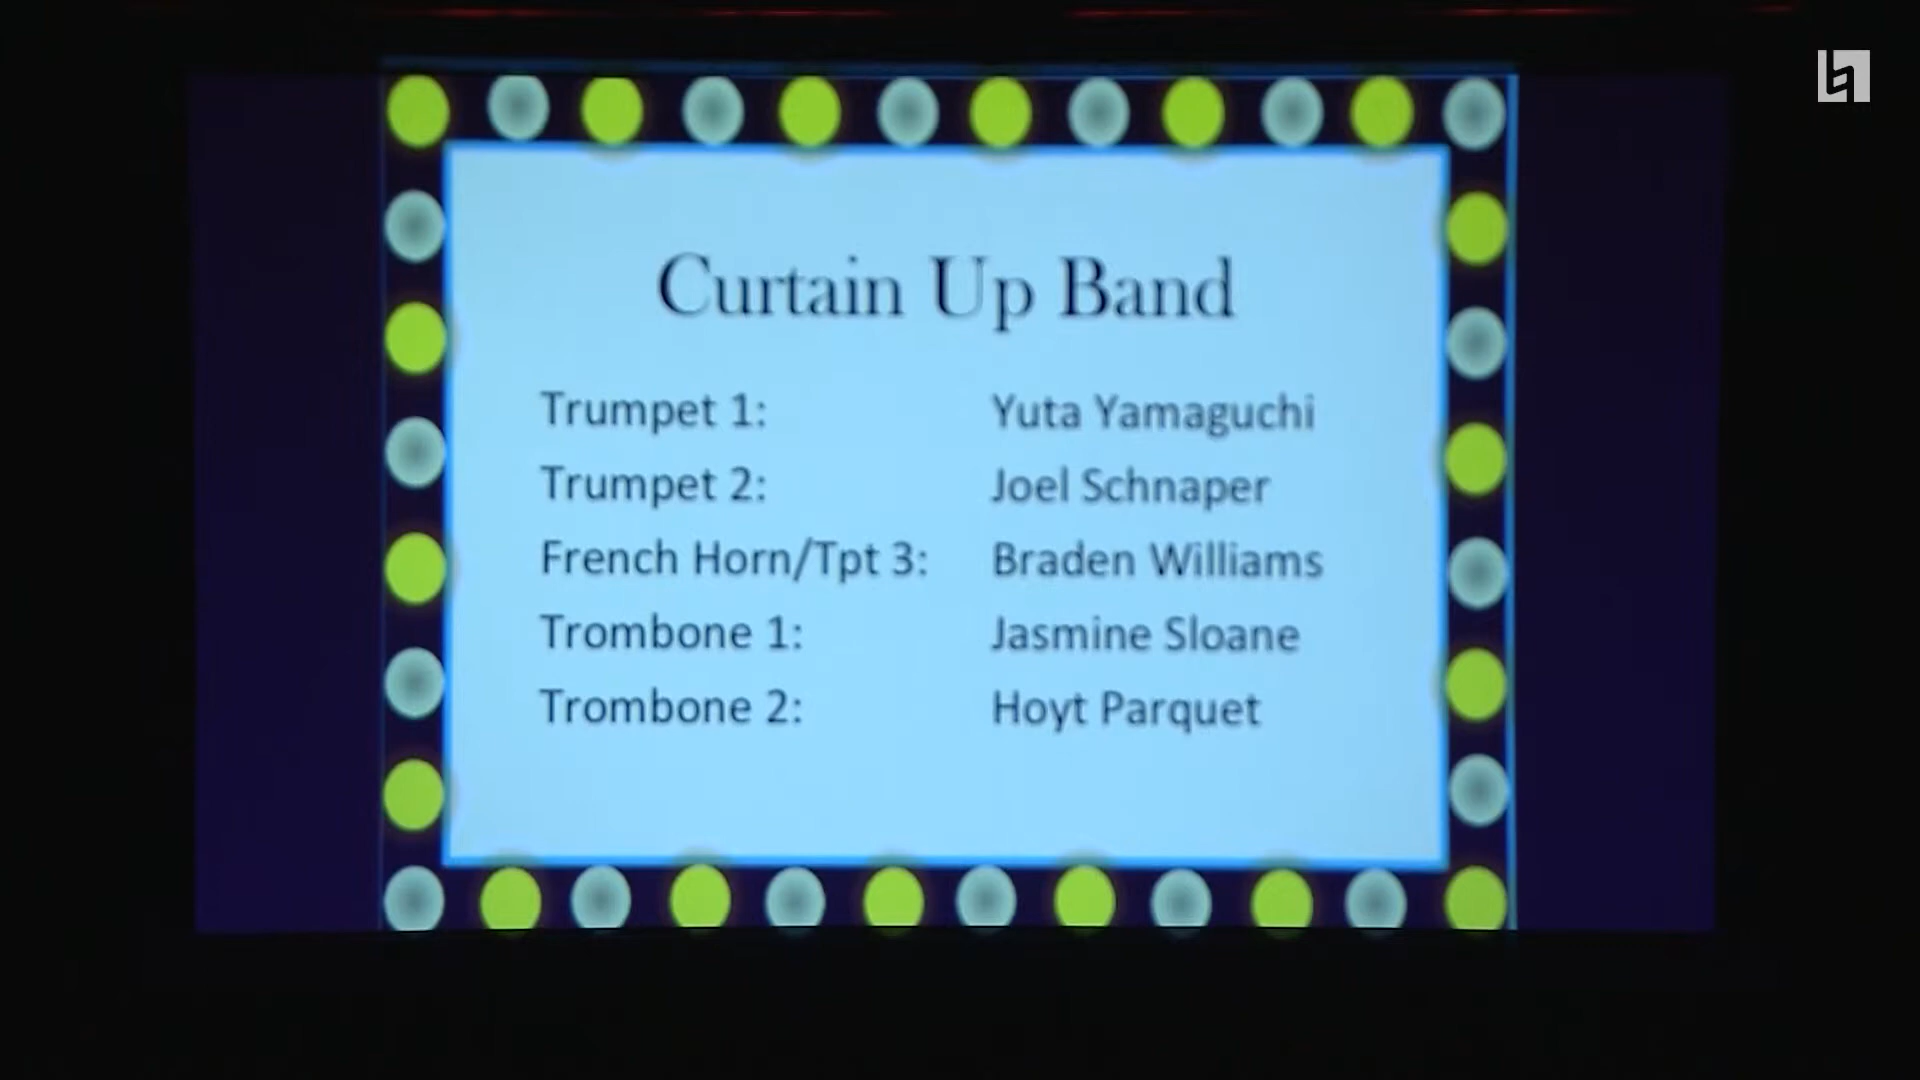 Curtain Up Band
Trumpet 1: Yuta Yamaguchi
Trumpet 2: Joel Schnaper
French Horn/Tpt 3: Braden Williams
Trombone 1: Jasmine Sloane
Trombone 2: Hoyt Parquet